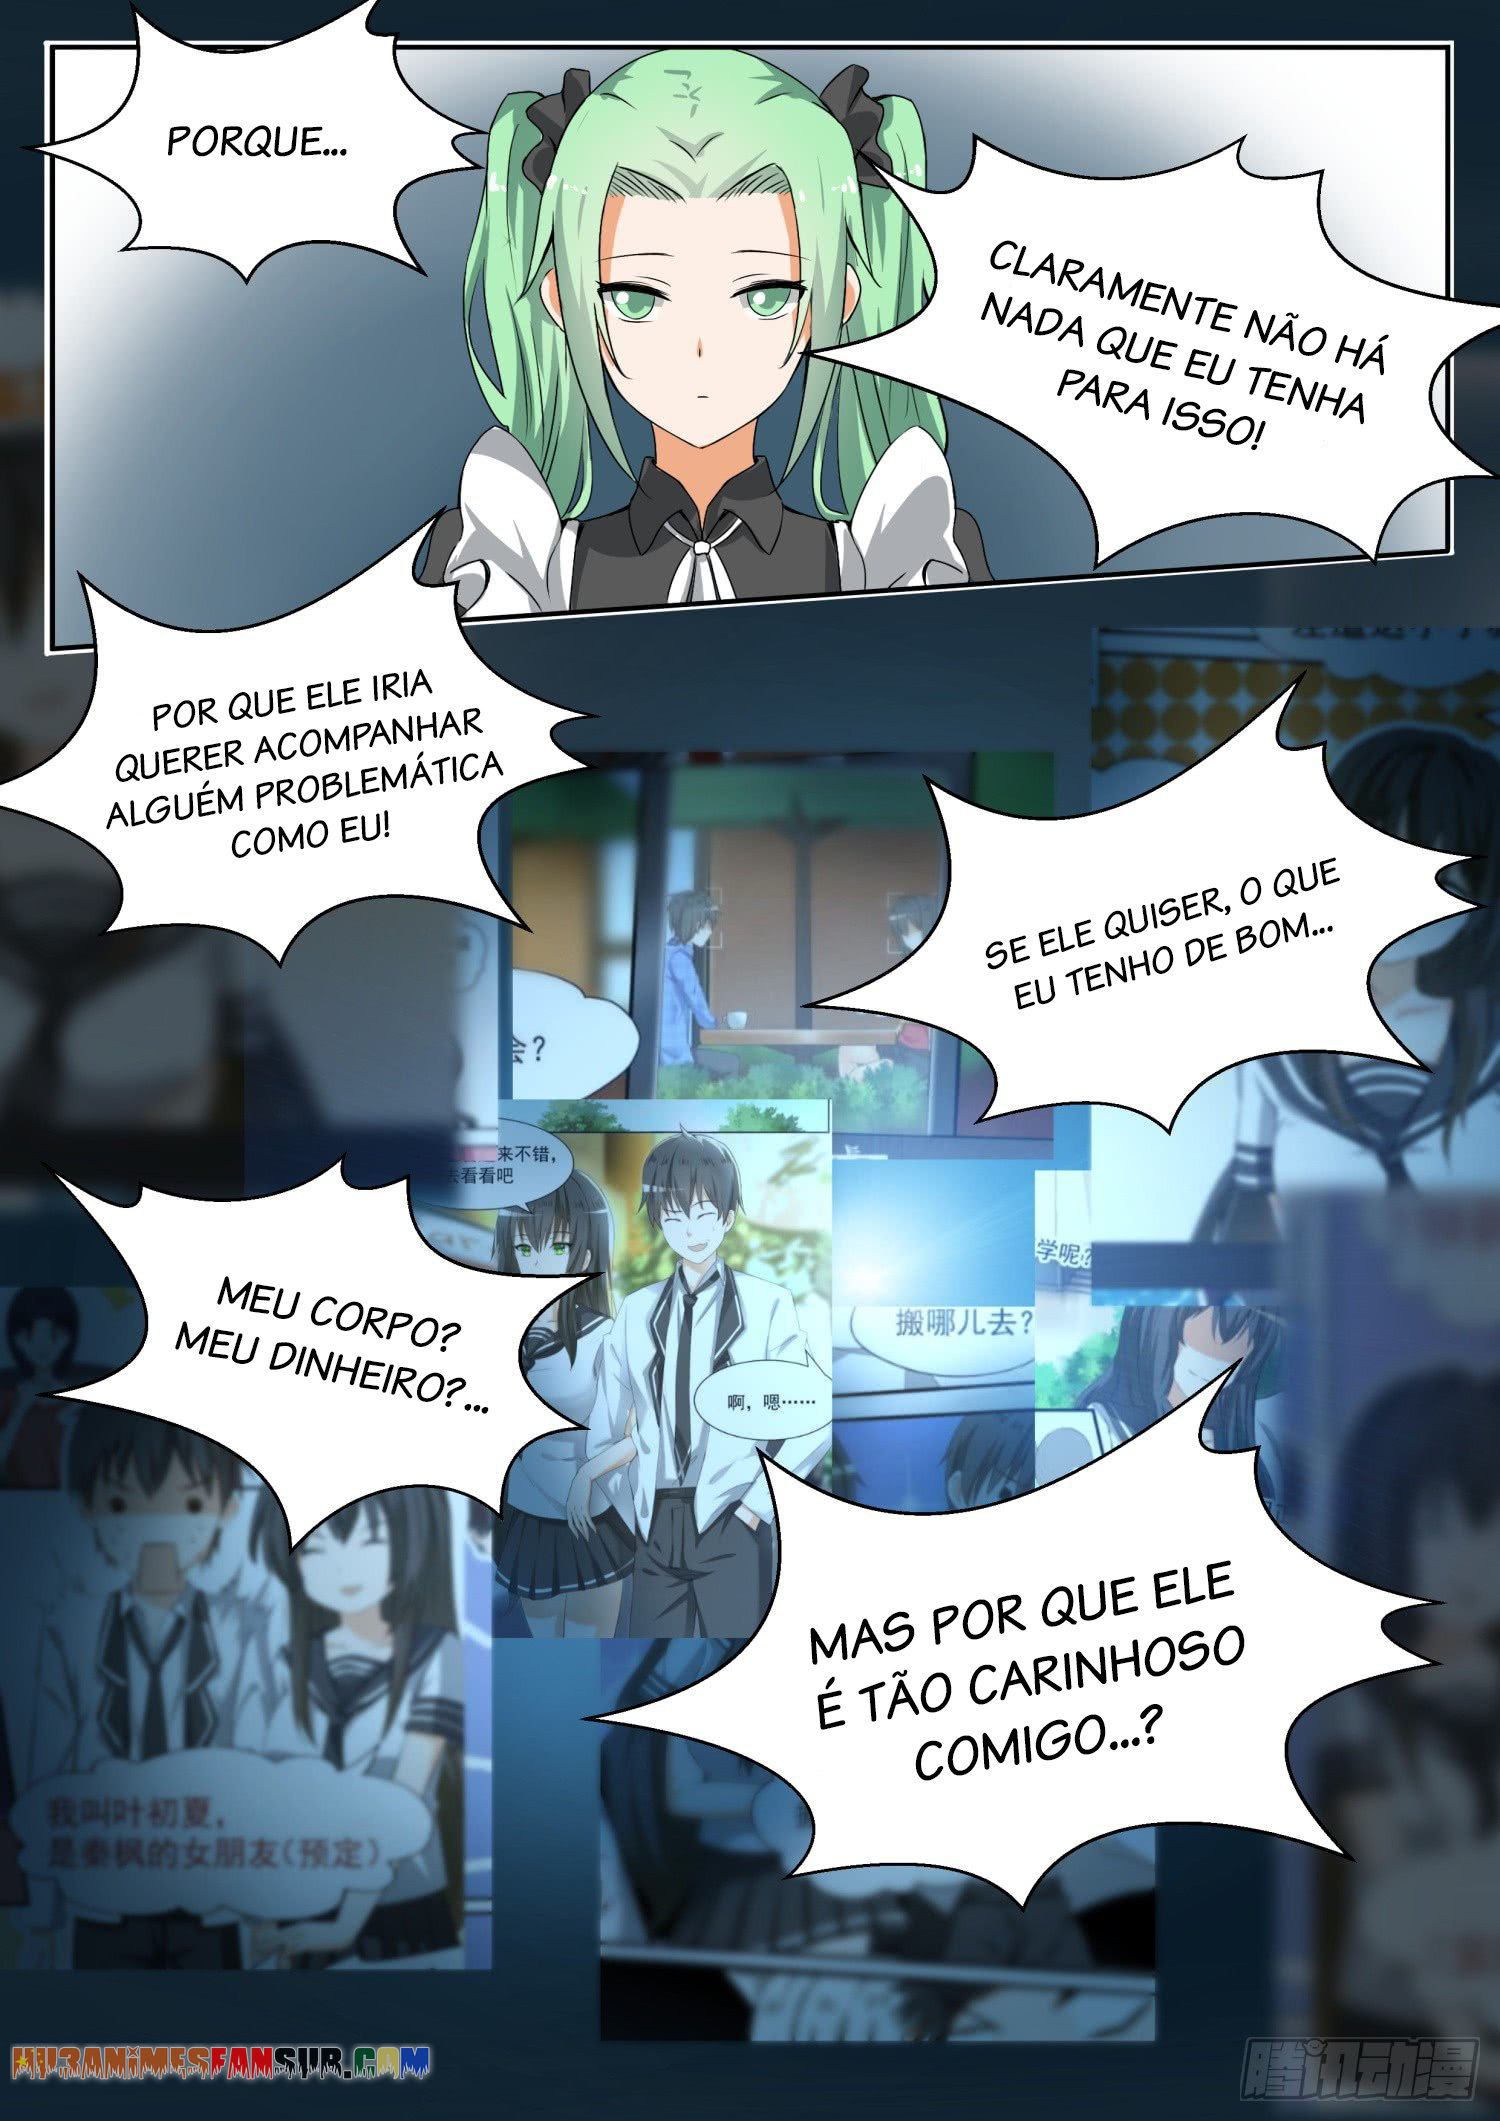 PORQUE...
CLARAMENTE NÃO HÁ
NADA QUE EU TENHA
PARA ISSO!
POR QUE ELE IRIA
QUERER ACOMPANHAR
ALGUÉM PROBLEMÁTICA
COMO EU!
SE ELE QUISER, O QUE
EU TENHO DE BOM...
会?
来不错,
去看看吧
学呢?
搬哪儿去?
MEU CORPO?
MEU DINHEIRO?...
啊, 嗯……
MAS POR QUE ELE
É TÃO CARINHOSO
COMIGO...?
我叫叶初夏,
是秦枫的女朋友(预定)
HU3ANIMESFANSUB.COM
腾讯动漫